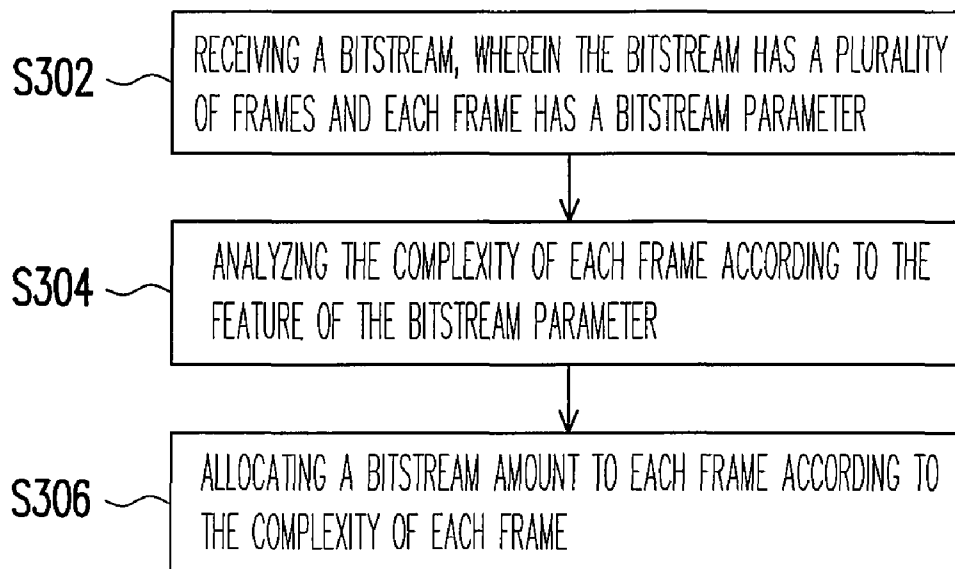 S302
RECEIVING A BITSTREAM, WHEREIN THE BITSTREAM HAS A PLURALITY
OF FRAMES AND EACH FRAME HAS A BITSTREAM PARAMETER
S304
ANALYZING THE COMPLEXITY OF EACH FRAME ACCORDING TO THE
FEATURE OF THE BITSTREAM PARAMETER
S306
ALLOCATING A BITSTREAM AMOUNT TO EACH FRAME ACCORDING TO
THE COMPLEXITY OF EACH FRAME